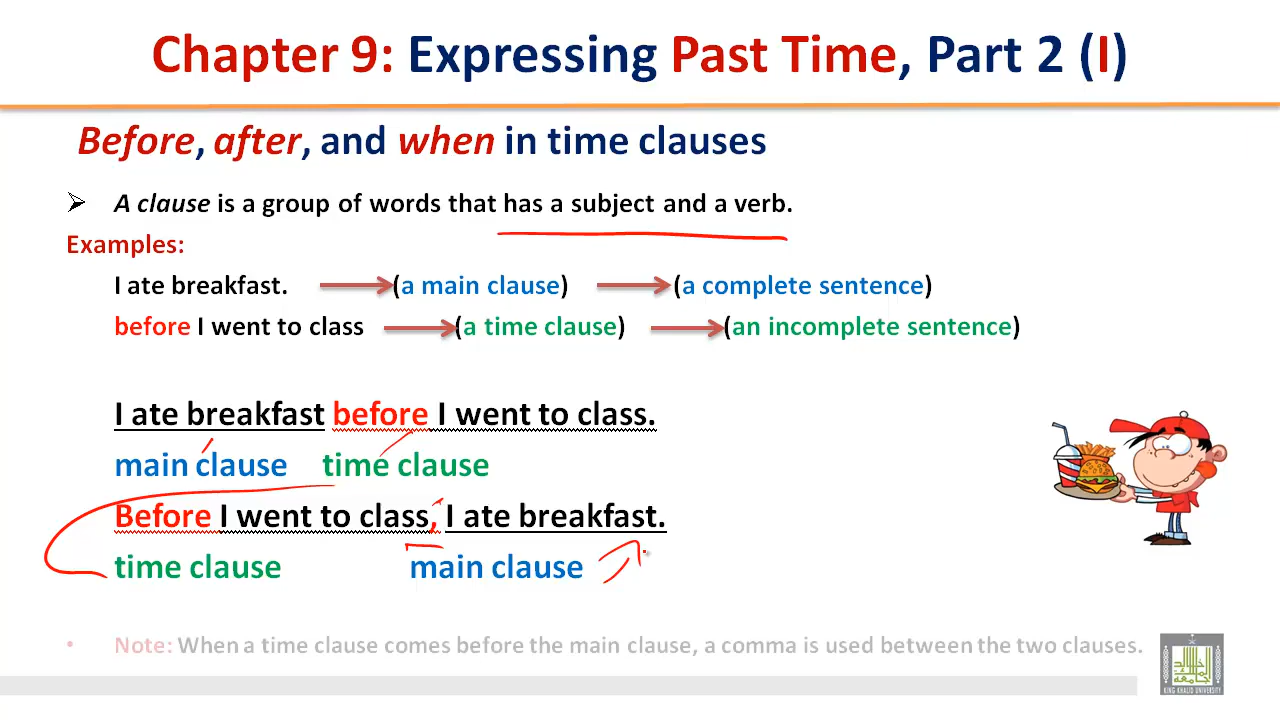 Chapter 9: Expressing Past Time, Part 2 (I)
Before, after, and when in time clauses
A clause is a group of words that has a subject and a verb.
Examples:
I ate breakfast. (a main clause) (a complete sentence)
before I went to class (a time clause) (an incomplete sentence)
I ate breakfast before I went to class.
main clause time clause
Before I went to class, I ate breakfast.
time clause main clause
• Note: When a time clause comes before the main clause, a comma is used between the two clauses.
KING KHALID UNIVERSITY